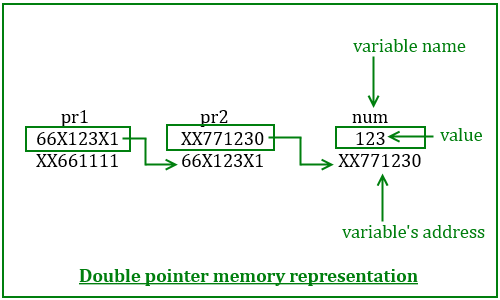 variable name
pr1 pr2 num
66X123X1 XX771230 123 value
XX661111 66X123X1 XX771230
variable's address
Double pointer memory representation